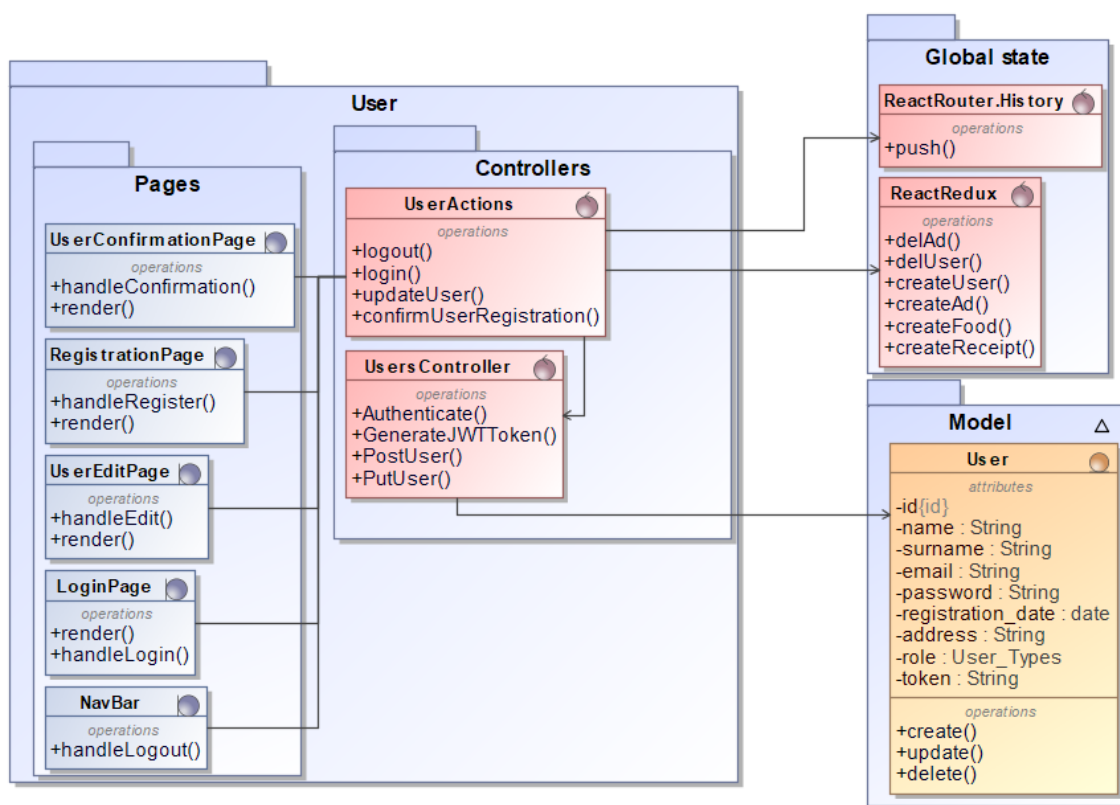 User
Pages
UserConfirmationPage
operations
+handleConfirmation()
+render()
RegistrationPage
operations
+handleRegister()
+render()
UserEditPage
operations
+handleEdit()
+render()
LoginPage
operations
+render()
+handleLogin()
NavBar
operations
+handleLogout()
Controllers
UserActions
operations
+logout()
+login()
+updateUser()
+confirmUserRegistration()
UsersController
operations
+Authenticate()
+GenerateJWTToken()
+PostUser()
+PutUser()
Global state
ReactRouter.History
operations
+push()
ReactRedux
operations
+delAd()
+delUser()
+createUser()
+createAd()
+createFood()
+createReceipt()
Model
User
attributes
-id{id}
-name : String
-surname : String
-email : String
-password : String
-registration_date : date
-address : String
-role : User_Types
-token : String
operations
+create()
+update()
+delete()